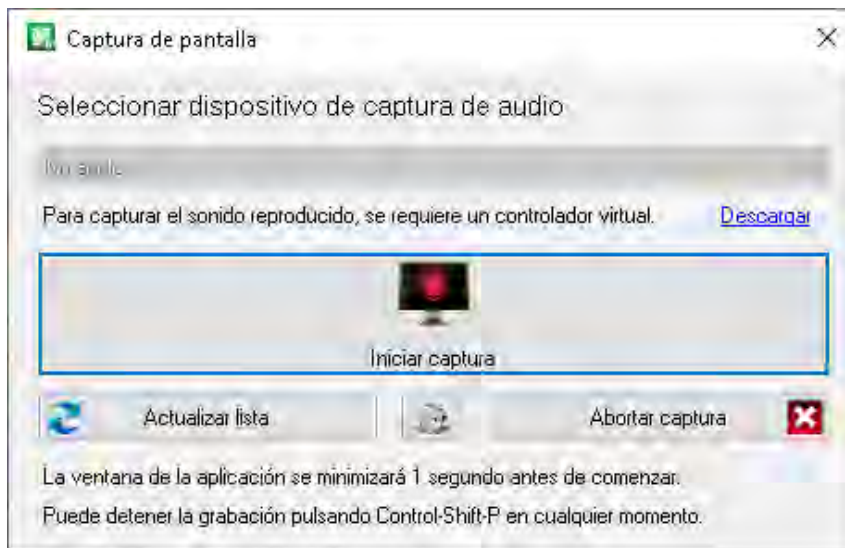 Captura de pantalla
Seleccionar dispositivo de captura de audio
No audio
Para capturar el sonido reproducido, se requiere un controlador virtual. Descargar
Iniciar captura
Actualizar lista Abortar captura
La ventana de la aplicación se minimizará 1 segundo antes de comenzar.
Puede detener la grabación pulsando Control-Shift-P en cualquier momento.